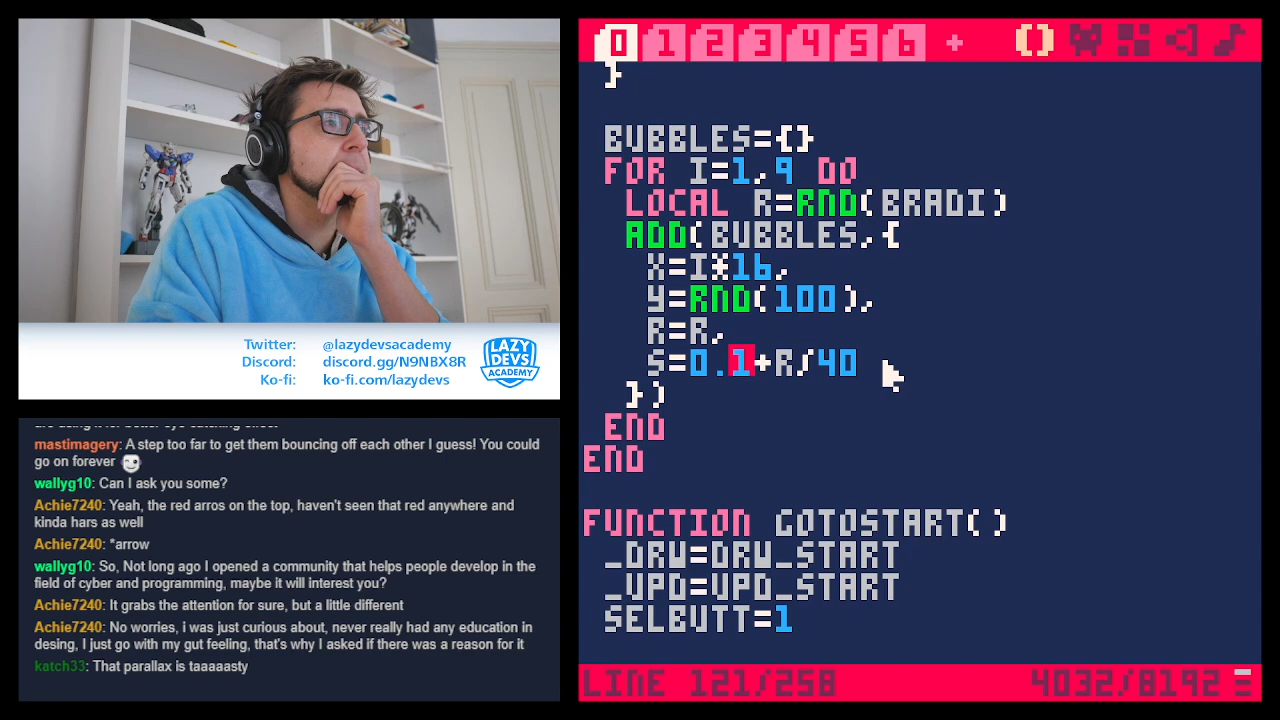 Twitter: @lazydevsacademy
Discord: discord.gg/N9NBX8R
Ko-fi: ko-fi.com/lazydevs
LAZY
DEVS
ACADEMY
mastimagery: A step too far to get them bouncing off each other I guess! You could
go on forever
wallyg10: Can I ask you some?
Achie7240: Yeah, the red arros on the top, haven't seen that red anywhere and
kinda hars as well
Achie7240: *arrow
wallyg10: So, Not long ago I opened a community that helps people develop in the
field of cyber and programming, maybe it will interest you?
Achie7240: It grabs the attention for sure, but a little different
Achie7240: No worries, i was just curious about, never really had any education in
desing, I just go with my gut feeling, that's why I asked if there was a reason for it
katch33: That parallax is taaaaasty
0 1 2 3 4 5 6 + ()
}
BUBBLES={}
FOR I=1,9 DO
LOCAL R=RND(BRADI)
ADD(BUBBLES,{
X=I*16,
Y=RND(100),
R=R,
S=0.1+R/40
})
END
END
FUNCTION GOTOSTART()
_DRW=DRW_START
_UPD=UPD_START
SELBUTT=1
LINE 121/258 4032/8192